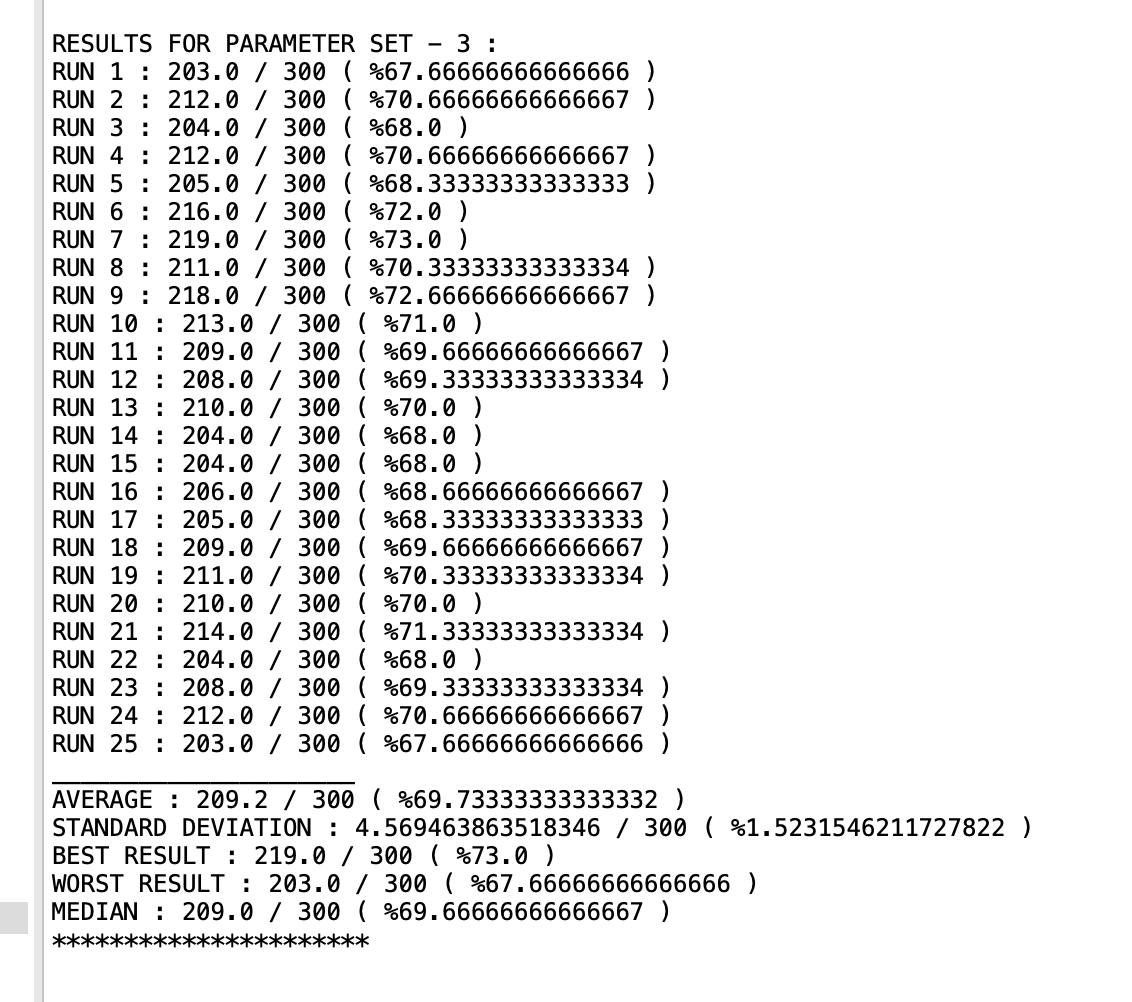 RESULTS FOR PARAMETER SET - 3 :
RUN 1 : 203.0 / 300 ( %67.66666666666666 )
RUN 2 : 212.0 / 300 ( %70.66666666666667 )
RUN 3 : 204.0 / 300 ( %68.0 )
RUN 4 : 212.0 / 300 ( %70.66666666666667 )
RUN 5 : 205.0 / 300 ( %68.33333333333333 )
RUN 6 : 216.0 / 300 ( %72.0 )
RUN 7 : 219.0 / 300 ( %73.0 )
RUN 8 : 211.0 / 300 ( %70.33333333333334 )
RUN 9 : 218.0 / 300 ( %72.66666666666667 )
RUN 10 : 213.0 / 300 ( %71.0 )
RUN 11 : 209.0 / 300 ( %69.66666666666667 )
RUN 12 : 208.0 / 300 ( %69.33333333333334 )
RUN 13 : 210.0 / 300 ( %70.0 )
RUN 14 : 204.0 / 300 ( %68.0 )
RUN 15 : 204.0 / 300 ( %68.0 )
RUN 16 : 206.0 / 300 ( %68.66666666666667 )
RUN 17 : 205.0 / 300 ( %68.33333333333333 )
RUN 18 : 209.0 / 300 ( %69.66666666666667 )
RUN 19 : 211.0 / 300 ( %70.33333333333334 )
RUN 20 : 210.0 / 300 ( %70.0 )
RUN 21 : 214.0 / 300 ( %71.33333333333334 )
RUN 22 : 204.0 / 300 ( %68.0 )
RUN 23 : 208.0 / 300 ( %69.33333333333334 )
RUN 24 : 212.0 / 300 ( %70.66666666666667 )
RUN 25 : 203.0 / 300 ( %67.66666666666666 )
_____________________
AVERAGE : 209.2 / 300 ( %69.73333333333332 )
STANDARD DEVIATION : 4.569463863518346 / 300 ( %1.5231546211727822 )
BEST RESULT : 219.0 / 300 ( %73.0 )
WORST RESULT : 203.0 / 300 ( %67.66666666666666 )
MEDIAN : 209.0 / 300 ( %69.66666666666667 )
**********************